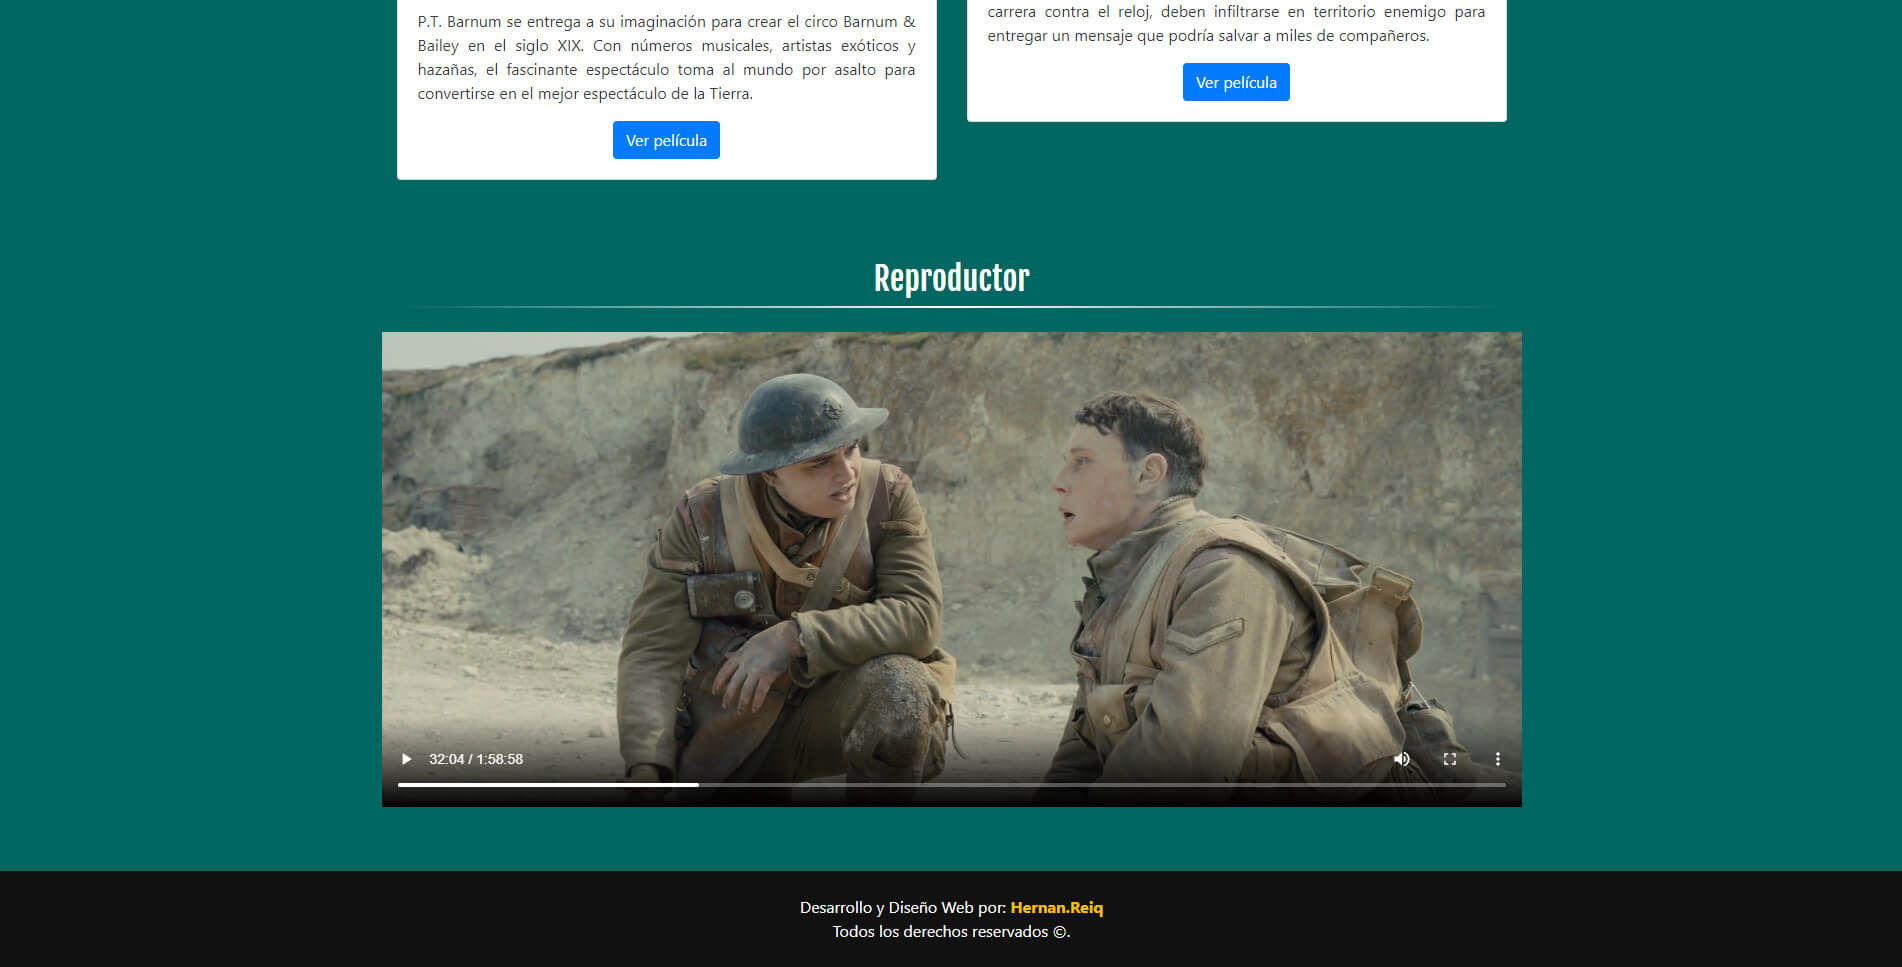 P.T. Barnum se entrega a su imaginación para crear el circo Barnum &
Bailey en el siglo XIX. Con números musicales, artistas exóticos y
hazañas, el fascinante espectáculo toma al mundo por asalto para
convertirse en el mejor espectáculo de la Tierra.
Ver película
carrera contra el reloj, deben infiltrarse en territorio enemigo para
entregar un mensaje que podría salvar a miles de compañeros.
Ver película
Reproductor
32:04 / 1:58:58
Desarrollo y Diseño Web por: Hernan.Reiq
Todos los derechos reservados ©.